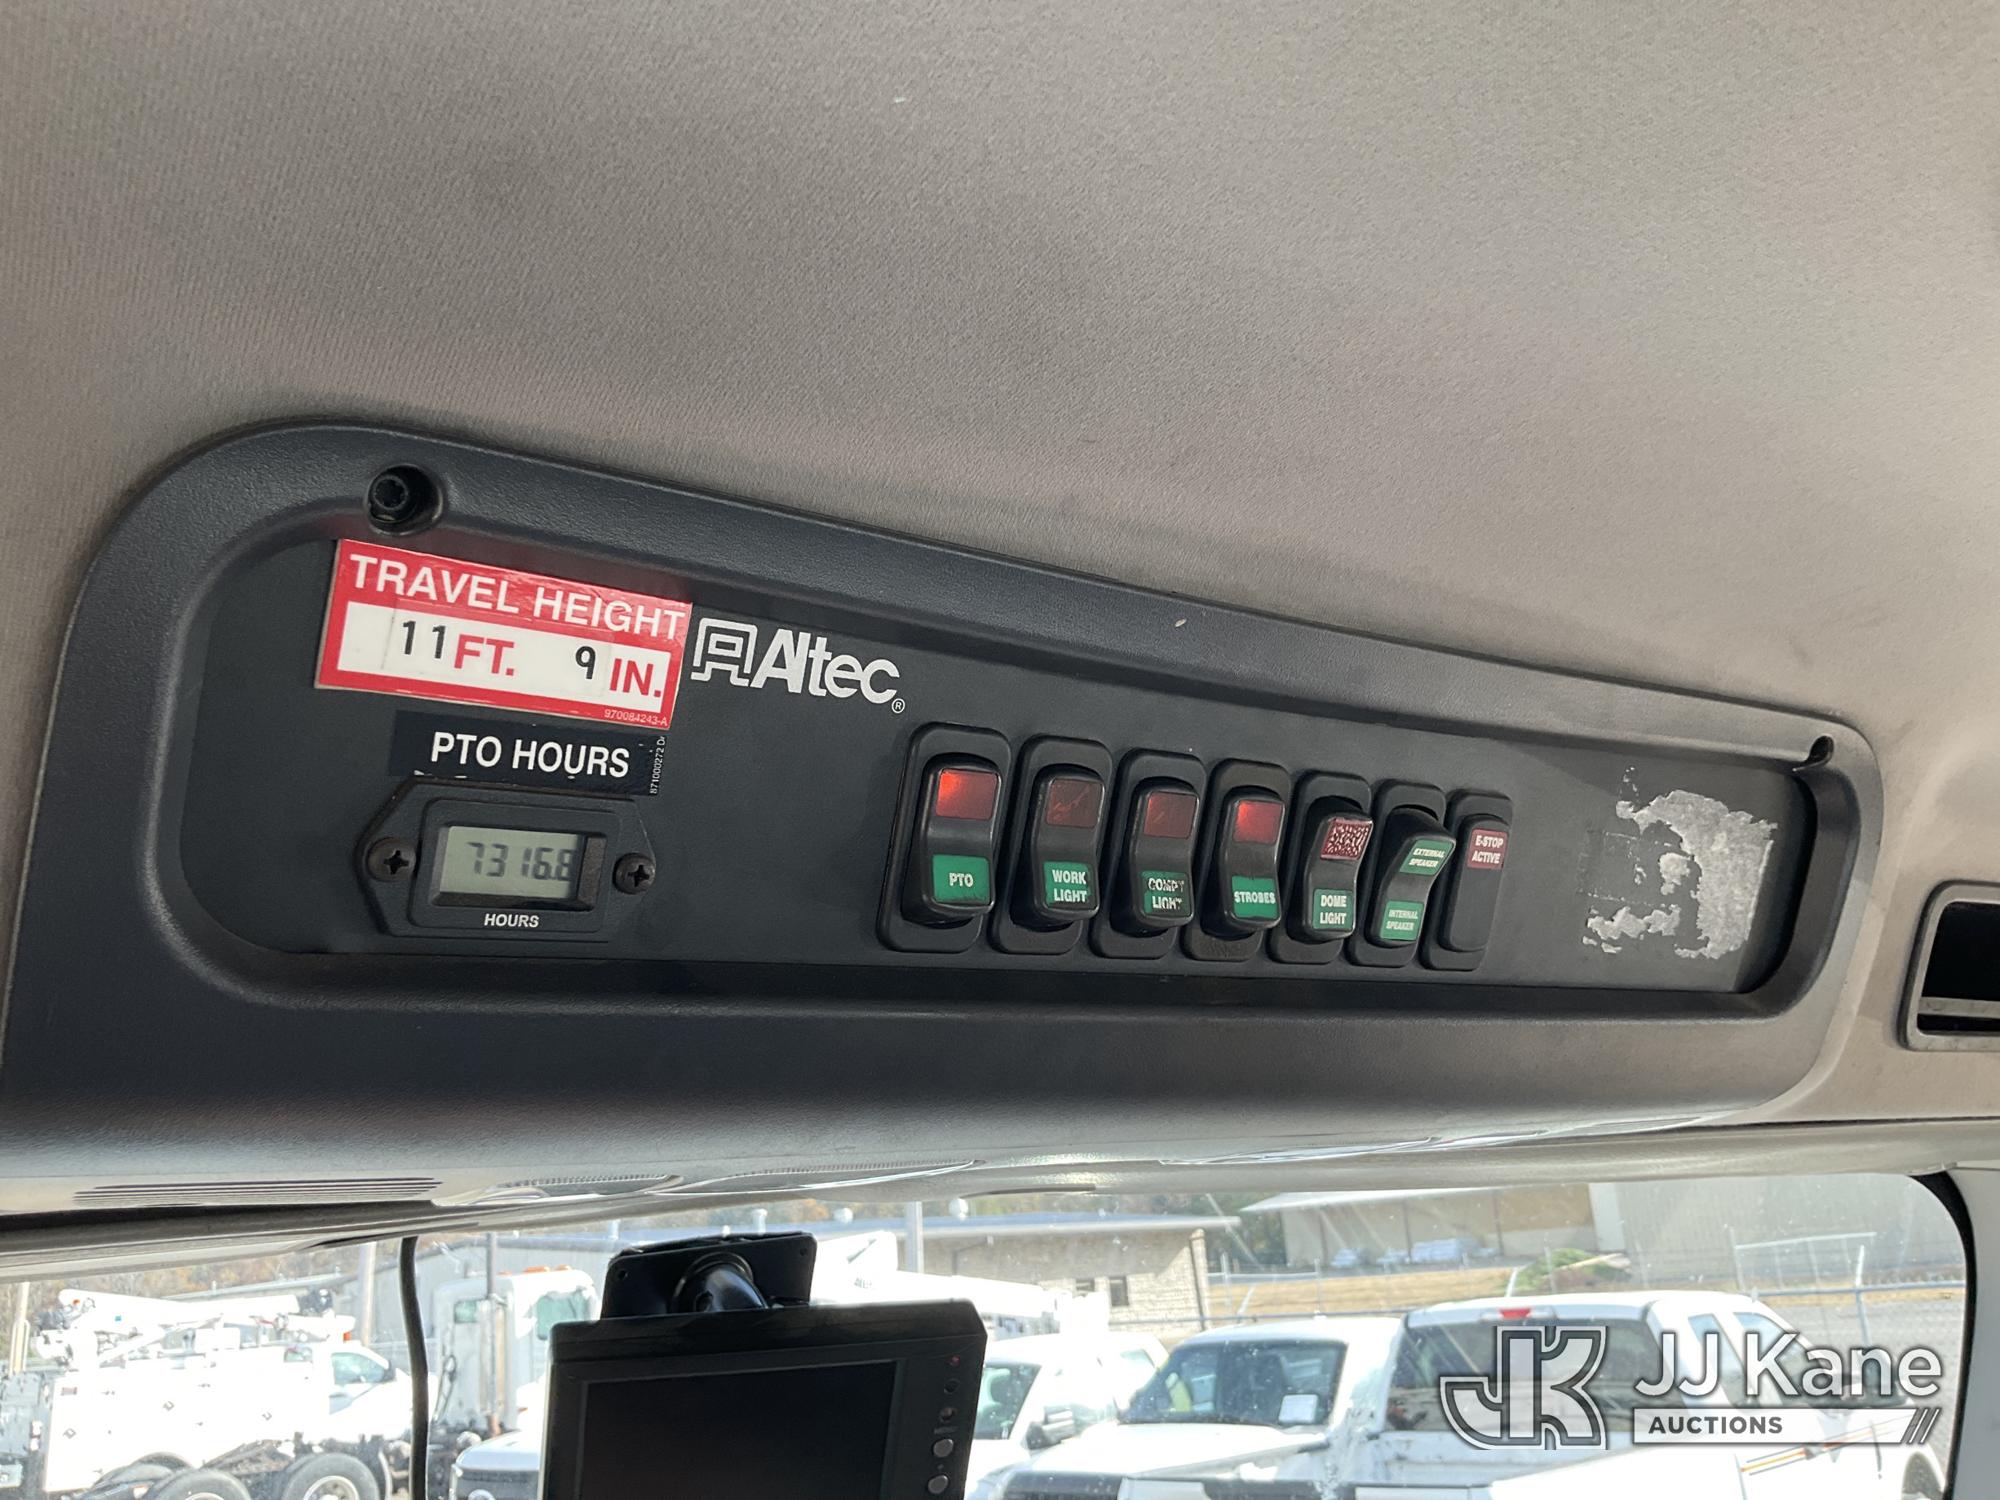 TRAVEL HEIGHT
11 FT. 9 IN.
970084243-A
Altec®
PTO HOURS
7316.8
HOURS
PTO
WORK
LIGHT
COMPT
LIGHT
STROBES
DOME
LIGHT
EXTERNAL
SPEAKER
INTERNAL
SPEAKER
E-STOP
ACTIVE
JK
JJ Kane
AUCTIONS